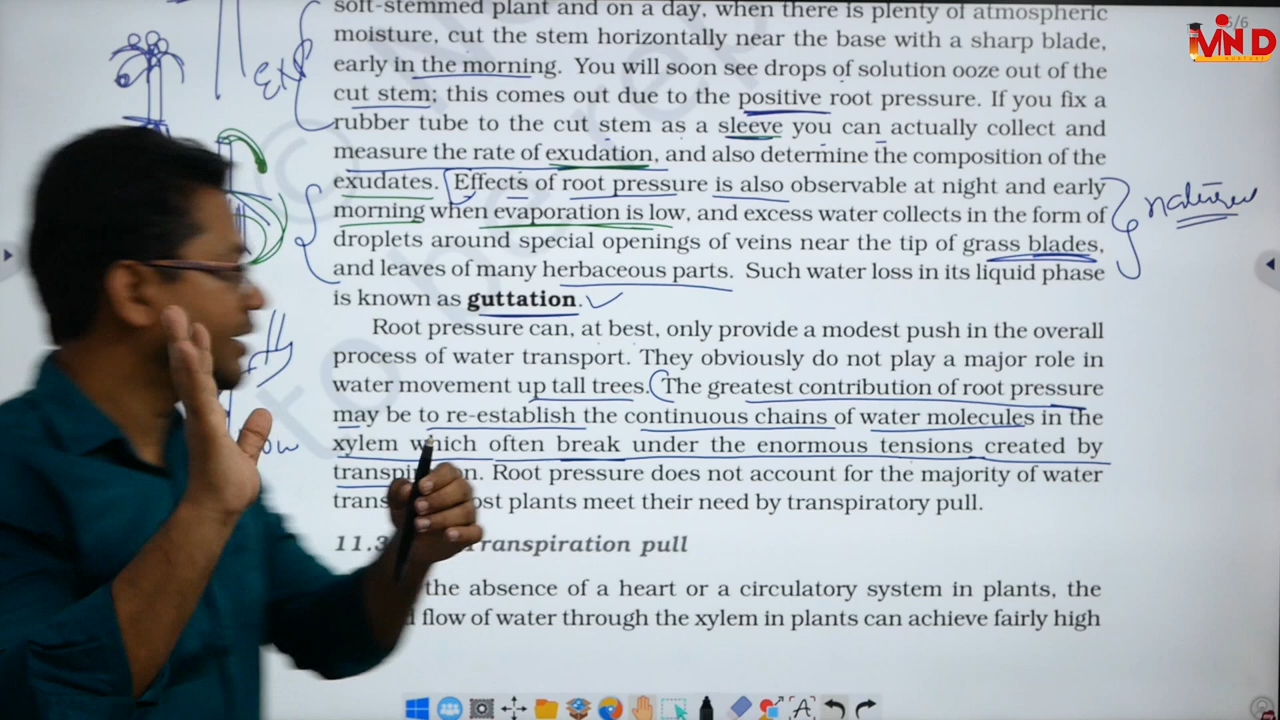 soft-stemmed plant and on a day, when there is plenty of atmospheric
moisture, cut the stem horizontally near the base with a sharp blade,
early in the morning. You will soon see drops of solution ooze out of the
cut stem; this comes out due to the positive root pressure. If you fix a
rubber tube to the cut stem as a sleeve you can actually collect and
measure the rate of exudation, and also determine the composition of the
exudates. Effects of root pressure is also observable at night and early
morning when evaporation is low, and excess water collects in the form of
droplets around special openings of veins near the tip of grass blades,
and leaves of many herbaceous parts. Such water loss in its liquid phase
is known as guttation.
Root pressure can, at best, only provide a modest push in the overall
process of water transport. They obviously do not play a major role in
water movement up tall trees. The greatest contribution of root pressure
may be to re-establish the continuous chains of water molecules in the
xylem which often break under the enormous tensions created by
Root pressure does not account for the majority of water
plants meet their need by transpiratory pull.
pull
the absence of a heart or a circulatory system in plants, the
flow of water through the xylem in plants can achieve fairly high
Exp
/6
MIND
NURTURE